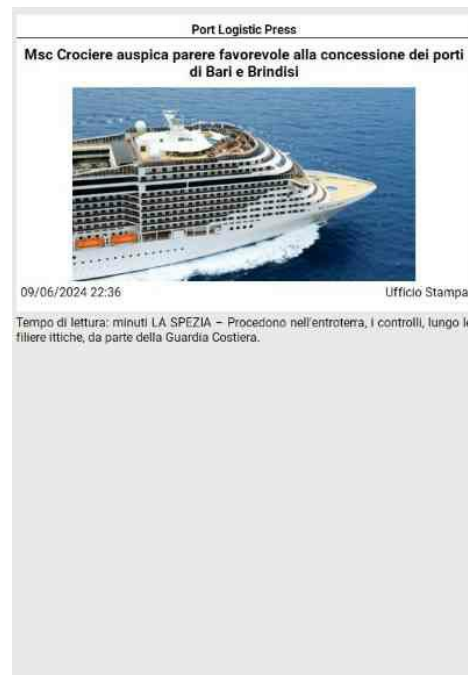 Port Logistic Press
Msc Crociere auspica parere favorevole alla concessione dei porti
di Bari e Brindisi
09/06/2024 22:36
Ufficio Stampa
Tempo di lettura: minuti LA SPEZIA – Procedono nell'entroterra, i controlli, lungo le
filiere ittiche, da parte della Guardia Costiera.